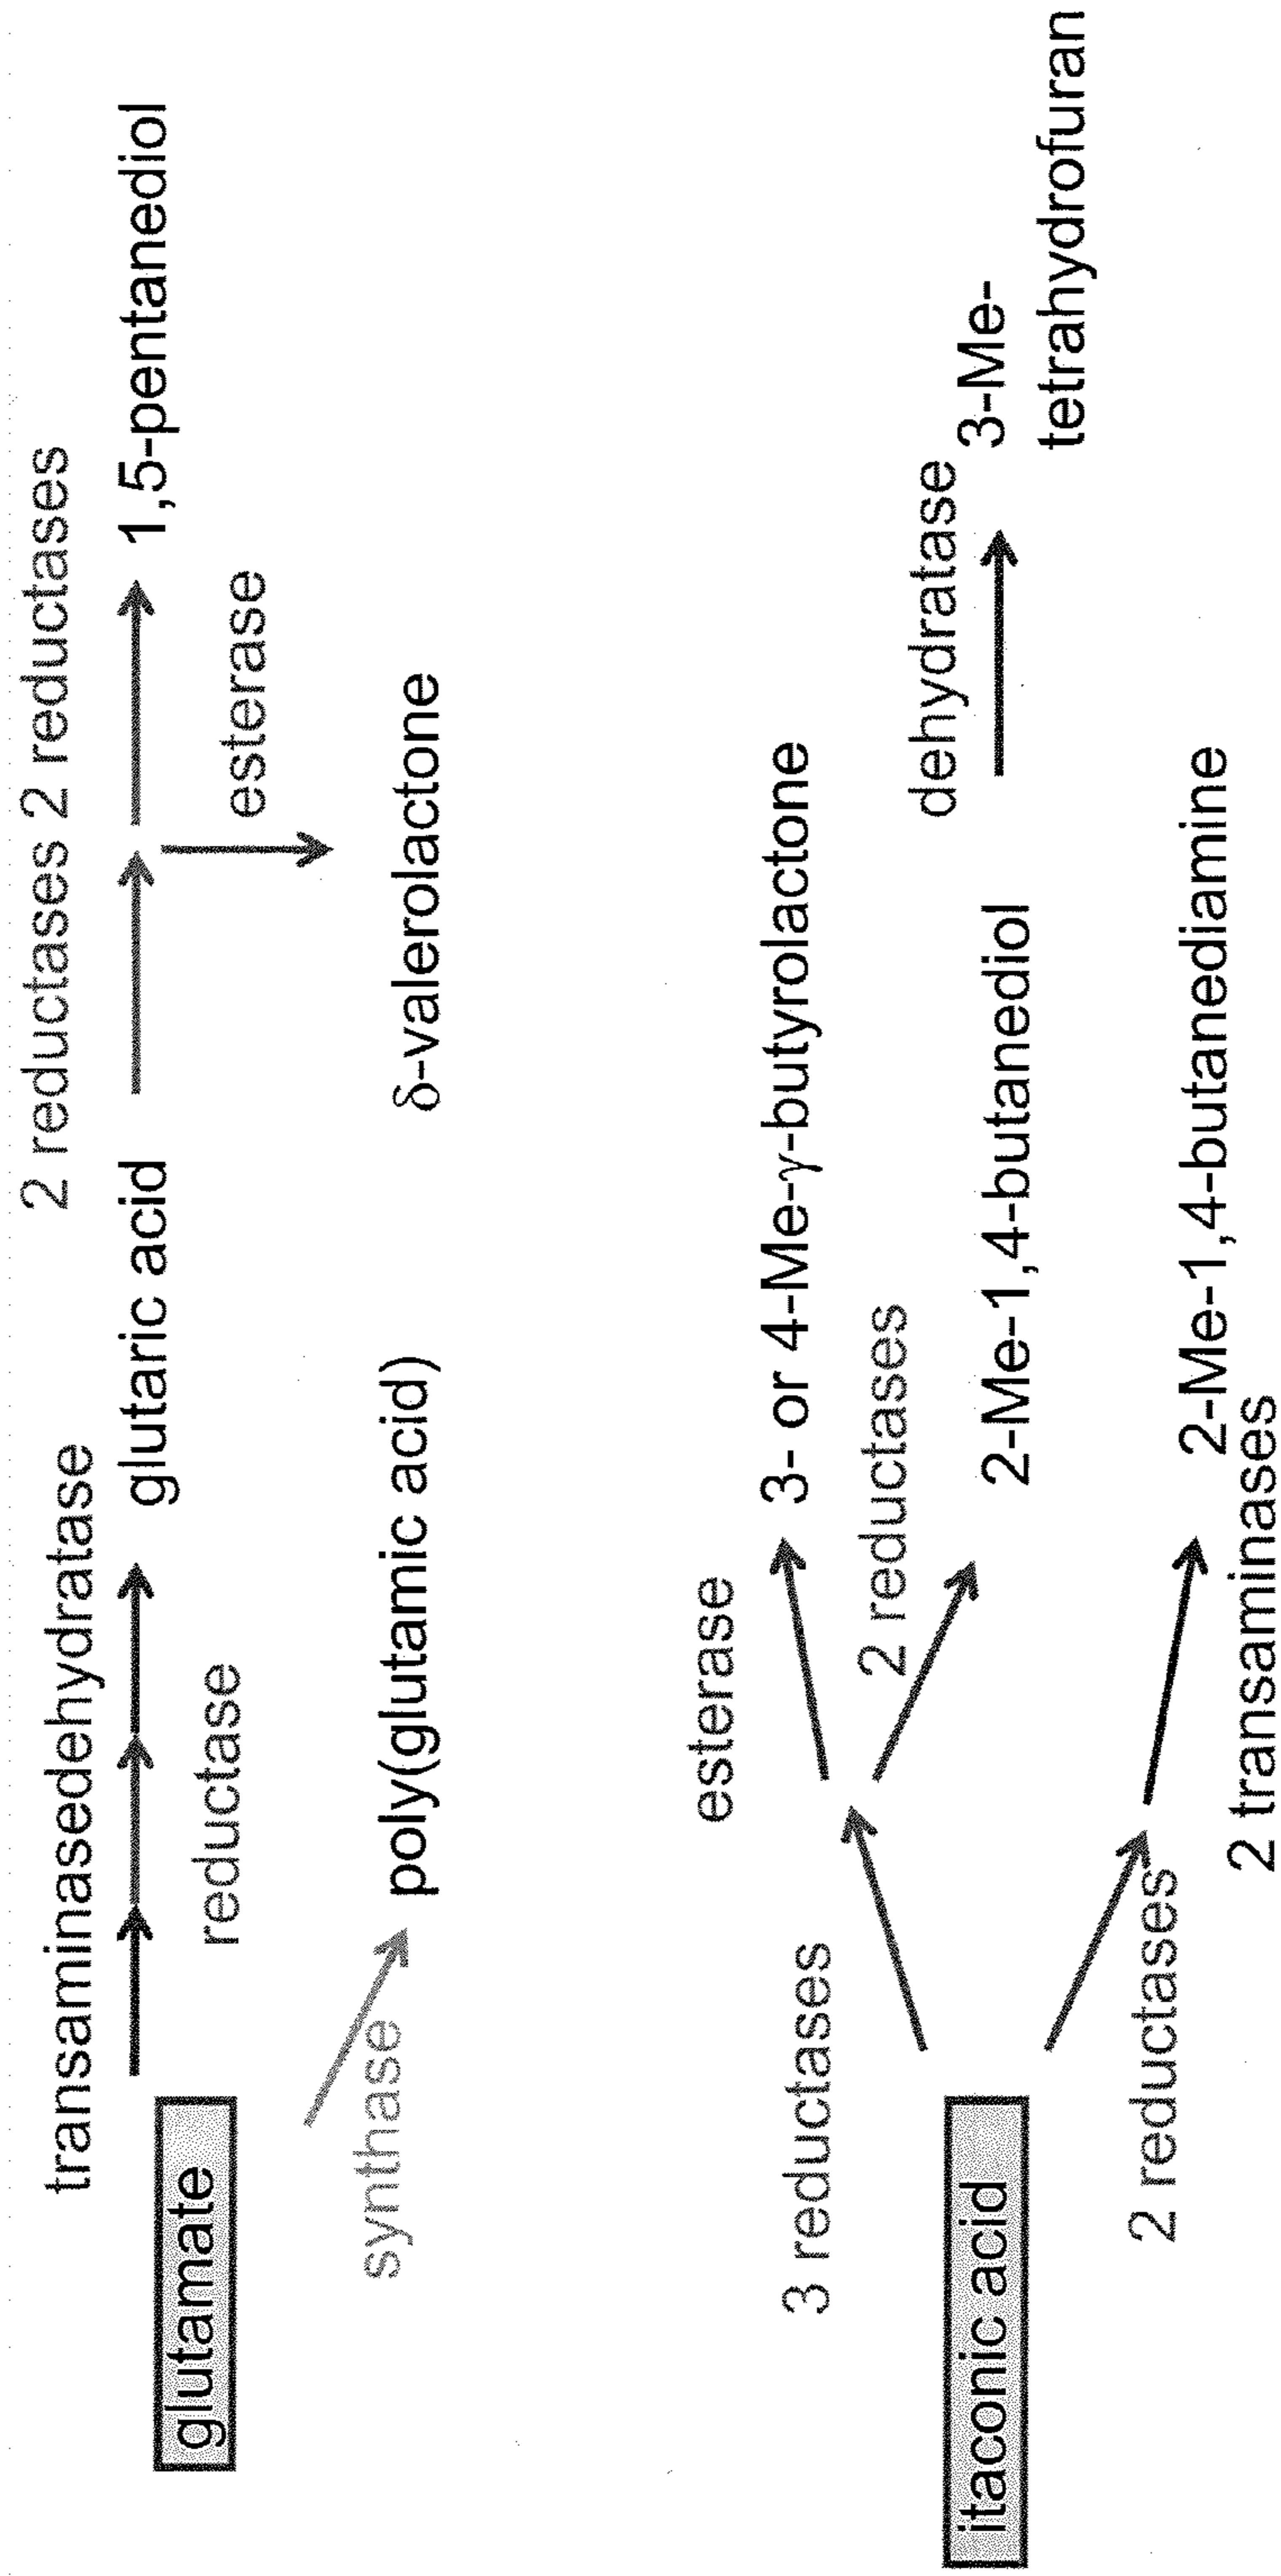 transaminasedehydratase
2 reductases 2 reductases
glutamate
glutaric acid
1,5-pentanediol
reductase
esterase
synthase
poly(glutamic acid)
δ-valerolactone
esterase
3- or 4-Me-γ-butyrolactone
3 reductases
2 reductases
dehydratase
itaconic acid
2-Me-1,4-butanediol
3-Me-
tetrahydrofuran
2 reductases
2-Me-1,4-butanediamine
2 transaminases